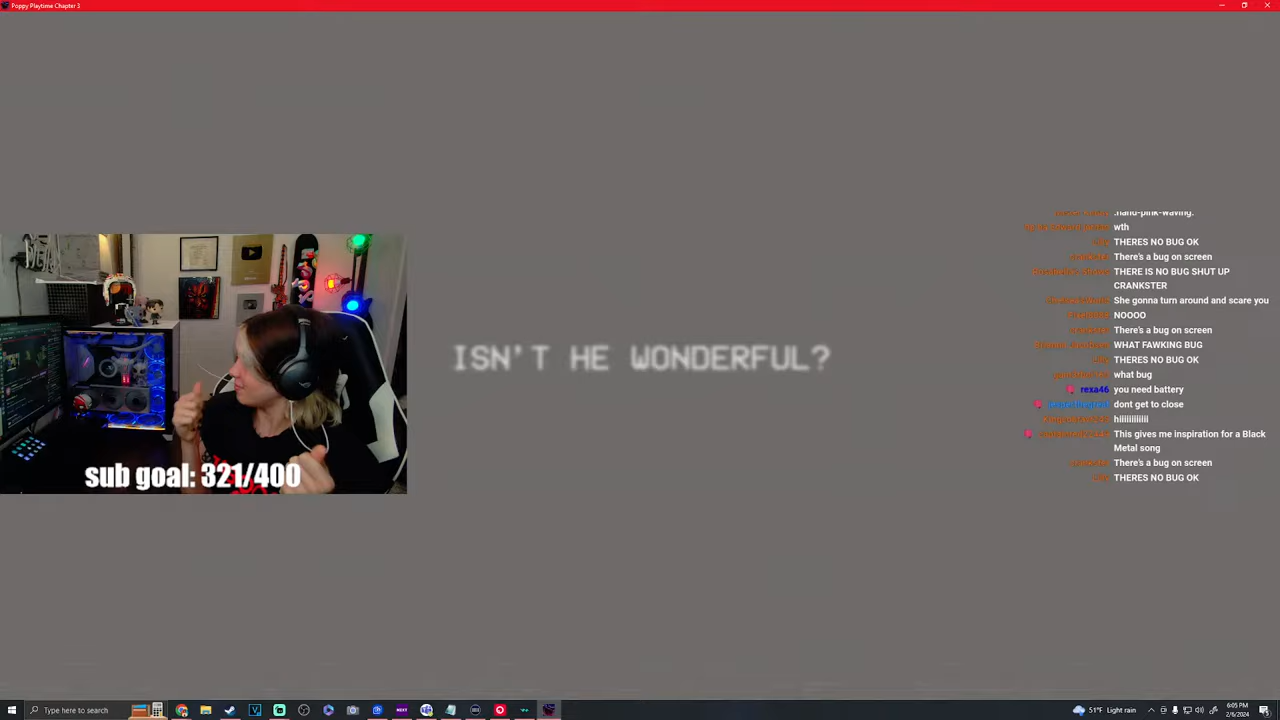 Poppy Playtime Chapter 3
:hand-pink-waving:
wth
THERES NO BUG OK
There's a bug on screen
THERE IS NO BUG SHUT UP
CRANKSTER
She gonna turn around and scare you
NOOOO
There's a bug on screen
WHAT FAWKING BUG
THERES NO BUG OK
what bug
rexa46 you need battery
dont get to close
hiiiiiiiiiiii
This gives me inspiration for a Black
Metal song
There's a bug on screen
THERES NO BUG OK
ISN'T HE WONDERFUL?
sub goal: 321/400
Type here to search
NEXT
51°F Light rain
6:05 PM
2/6/2024